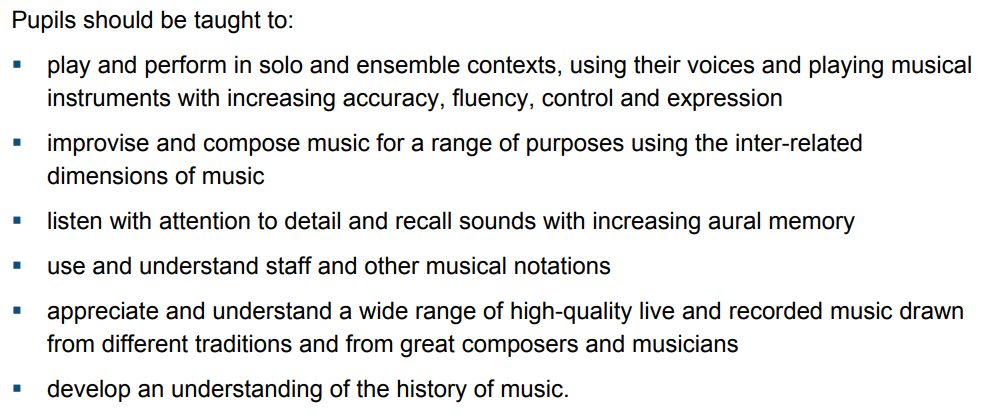 Pupils should be taught to:
▪ play and perform in solo and ensemble contexts, using their voices and playing musical
instruments with increasing accuracy, fluency, control and expression
▪ improvise and compose music for a range of purposes using the inter-related
dimensions of music
▪ listen with attention to detail and recall sounds with increasing aural memory
▪ use and understand staff and other musical notations
▪ appreciate and understand a wide range of high-quality live and recorded music drawn
from different traditions and from great composers and musicians
▪ develop an understanding of the history of music.